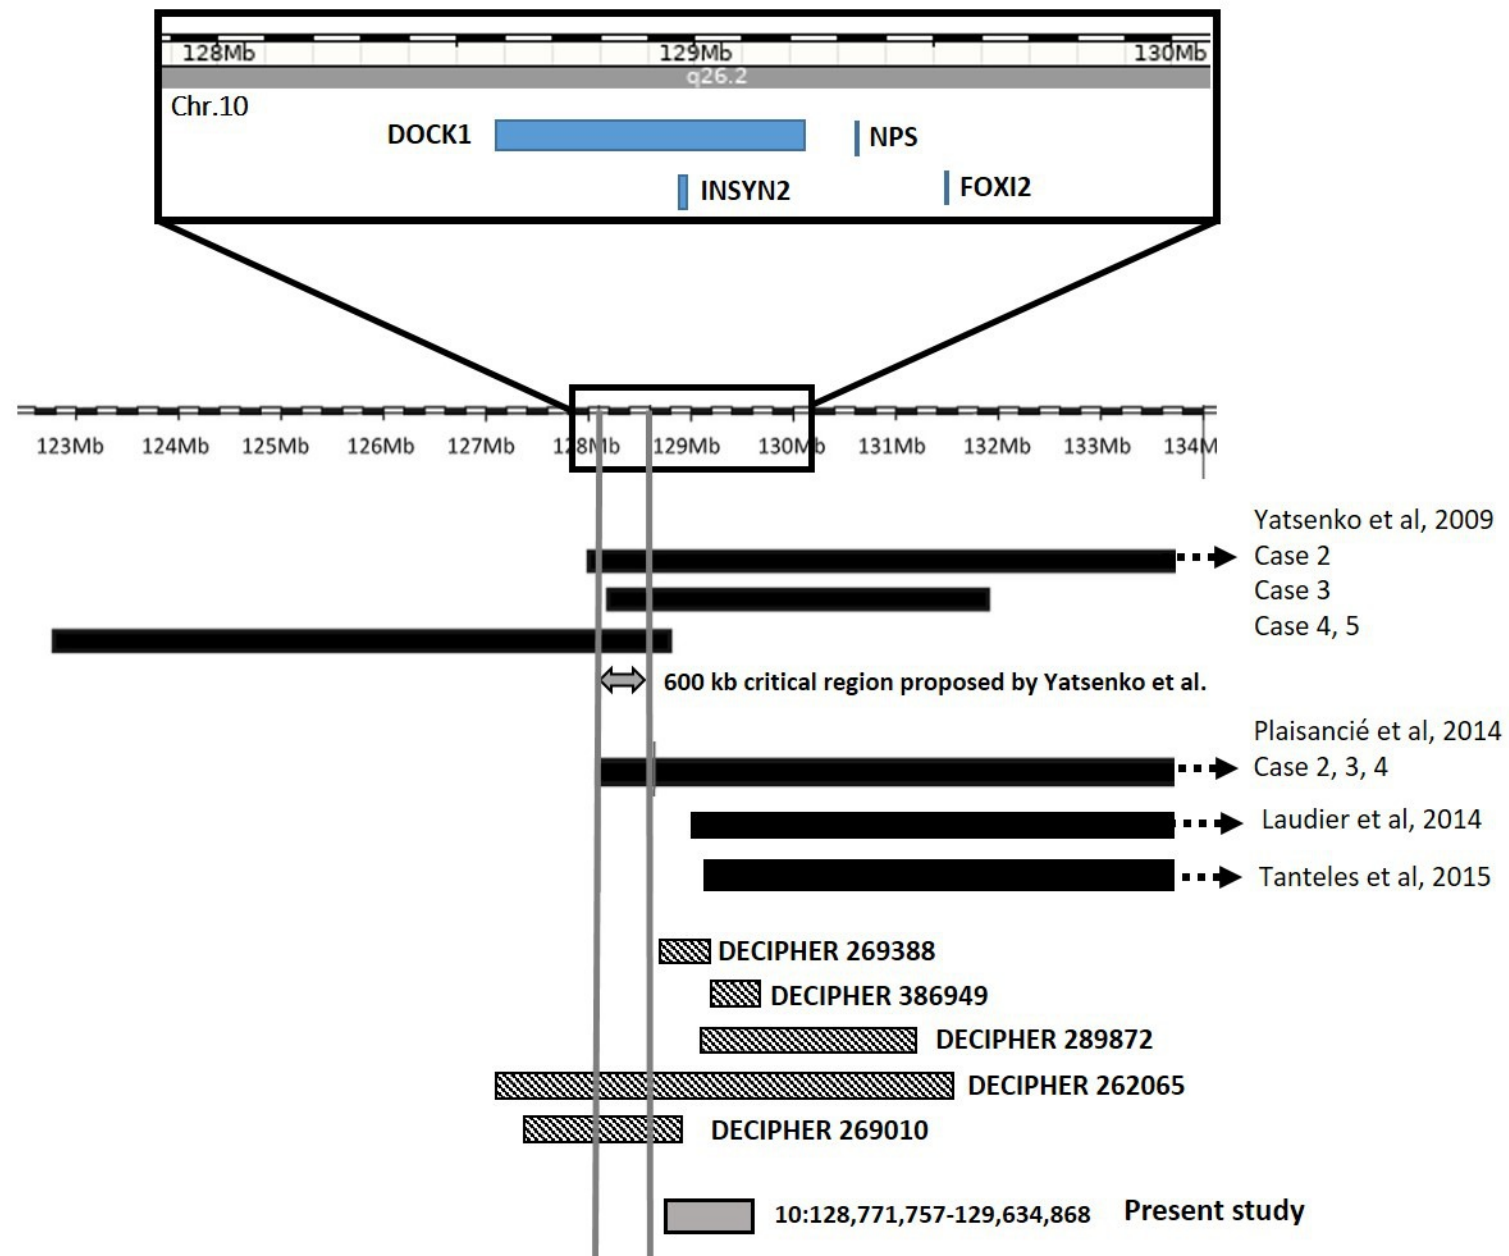 128Mb 129Mb 130Mb
q26.2
Chr.10
DOCK1 NPS
INSYN2 FOXI2
123Mb 124Mb 125Mb 126Mb 127Mb 128Mb 129Mb 130Mb 131Mb 132Mb 133Mb 134M
Yatsenko et al, 2009
Case 2
Case 3
Case 4, 5
600 kb critical region proposed by Yatsenko et al.
Plaisancié et al, 2014
Case 2, 3, 4
Laudier et al, 2014
Tanteles et al, 2015
DECIPHER 269388
DECIPHER 386949
DECIPHER 289872
DECIPHER 262065
DECIPHER 269010
10:128,771,757-129,634,868 Present study